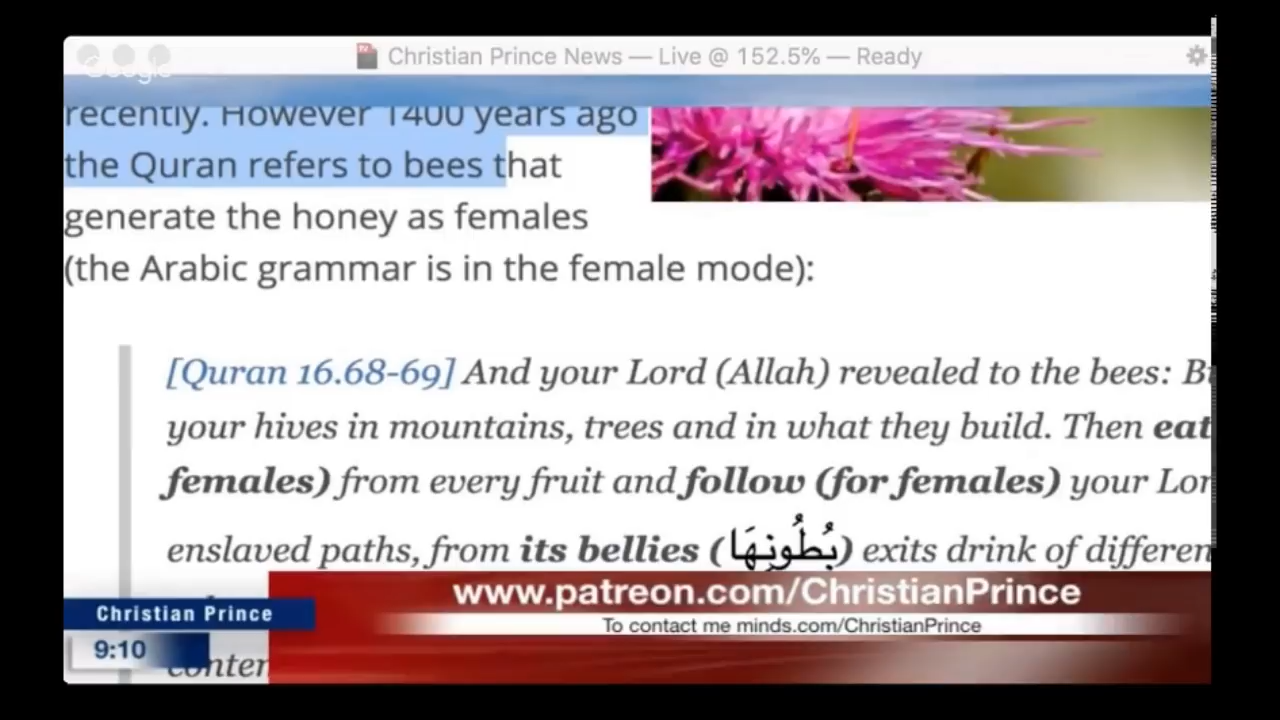 Christian Prince News — Live @ 152.5% — Ready
Google
recently. However 1400 years ago
the Quran refers to bees that
generate the honey as females
(the Arabic grammar is in the female mode):
[Quran 16.68-69] And your Lord (Allah) revealed to the bees:
your hives in mountains, trees and in what they build. Then eat
females) from every fruit and follow (for females) your
enslaved paths, from its bellies (بُطُونِهَا) exits drink of
www.patreon.com/ChristianPrince
Christian Prince
To contact me minds.com/ChristianPrince
9:10